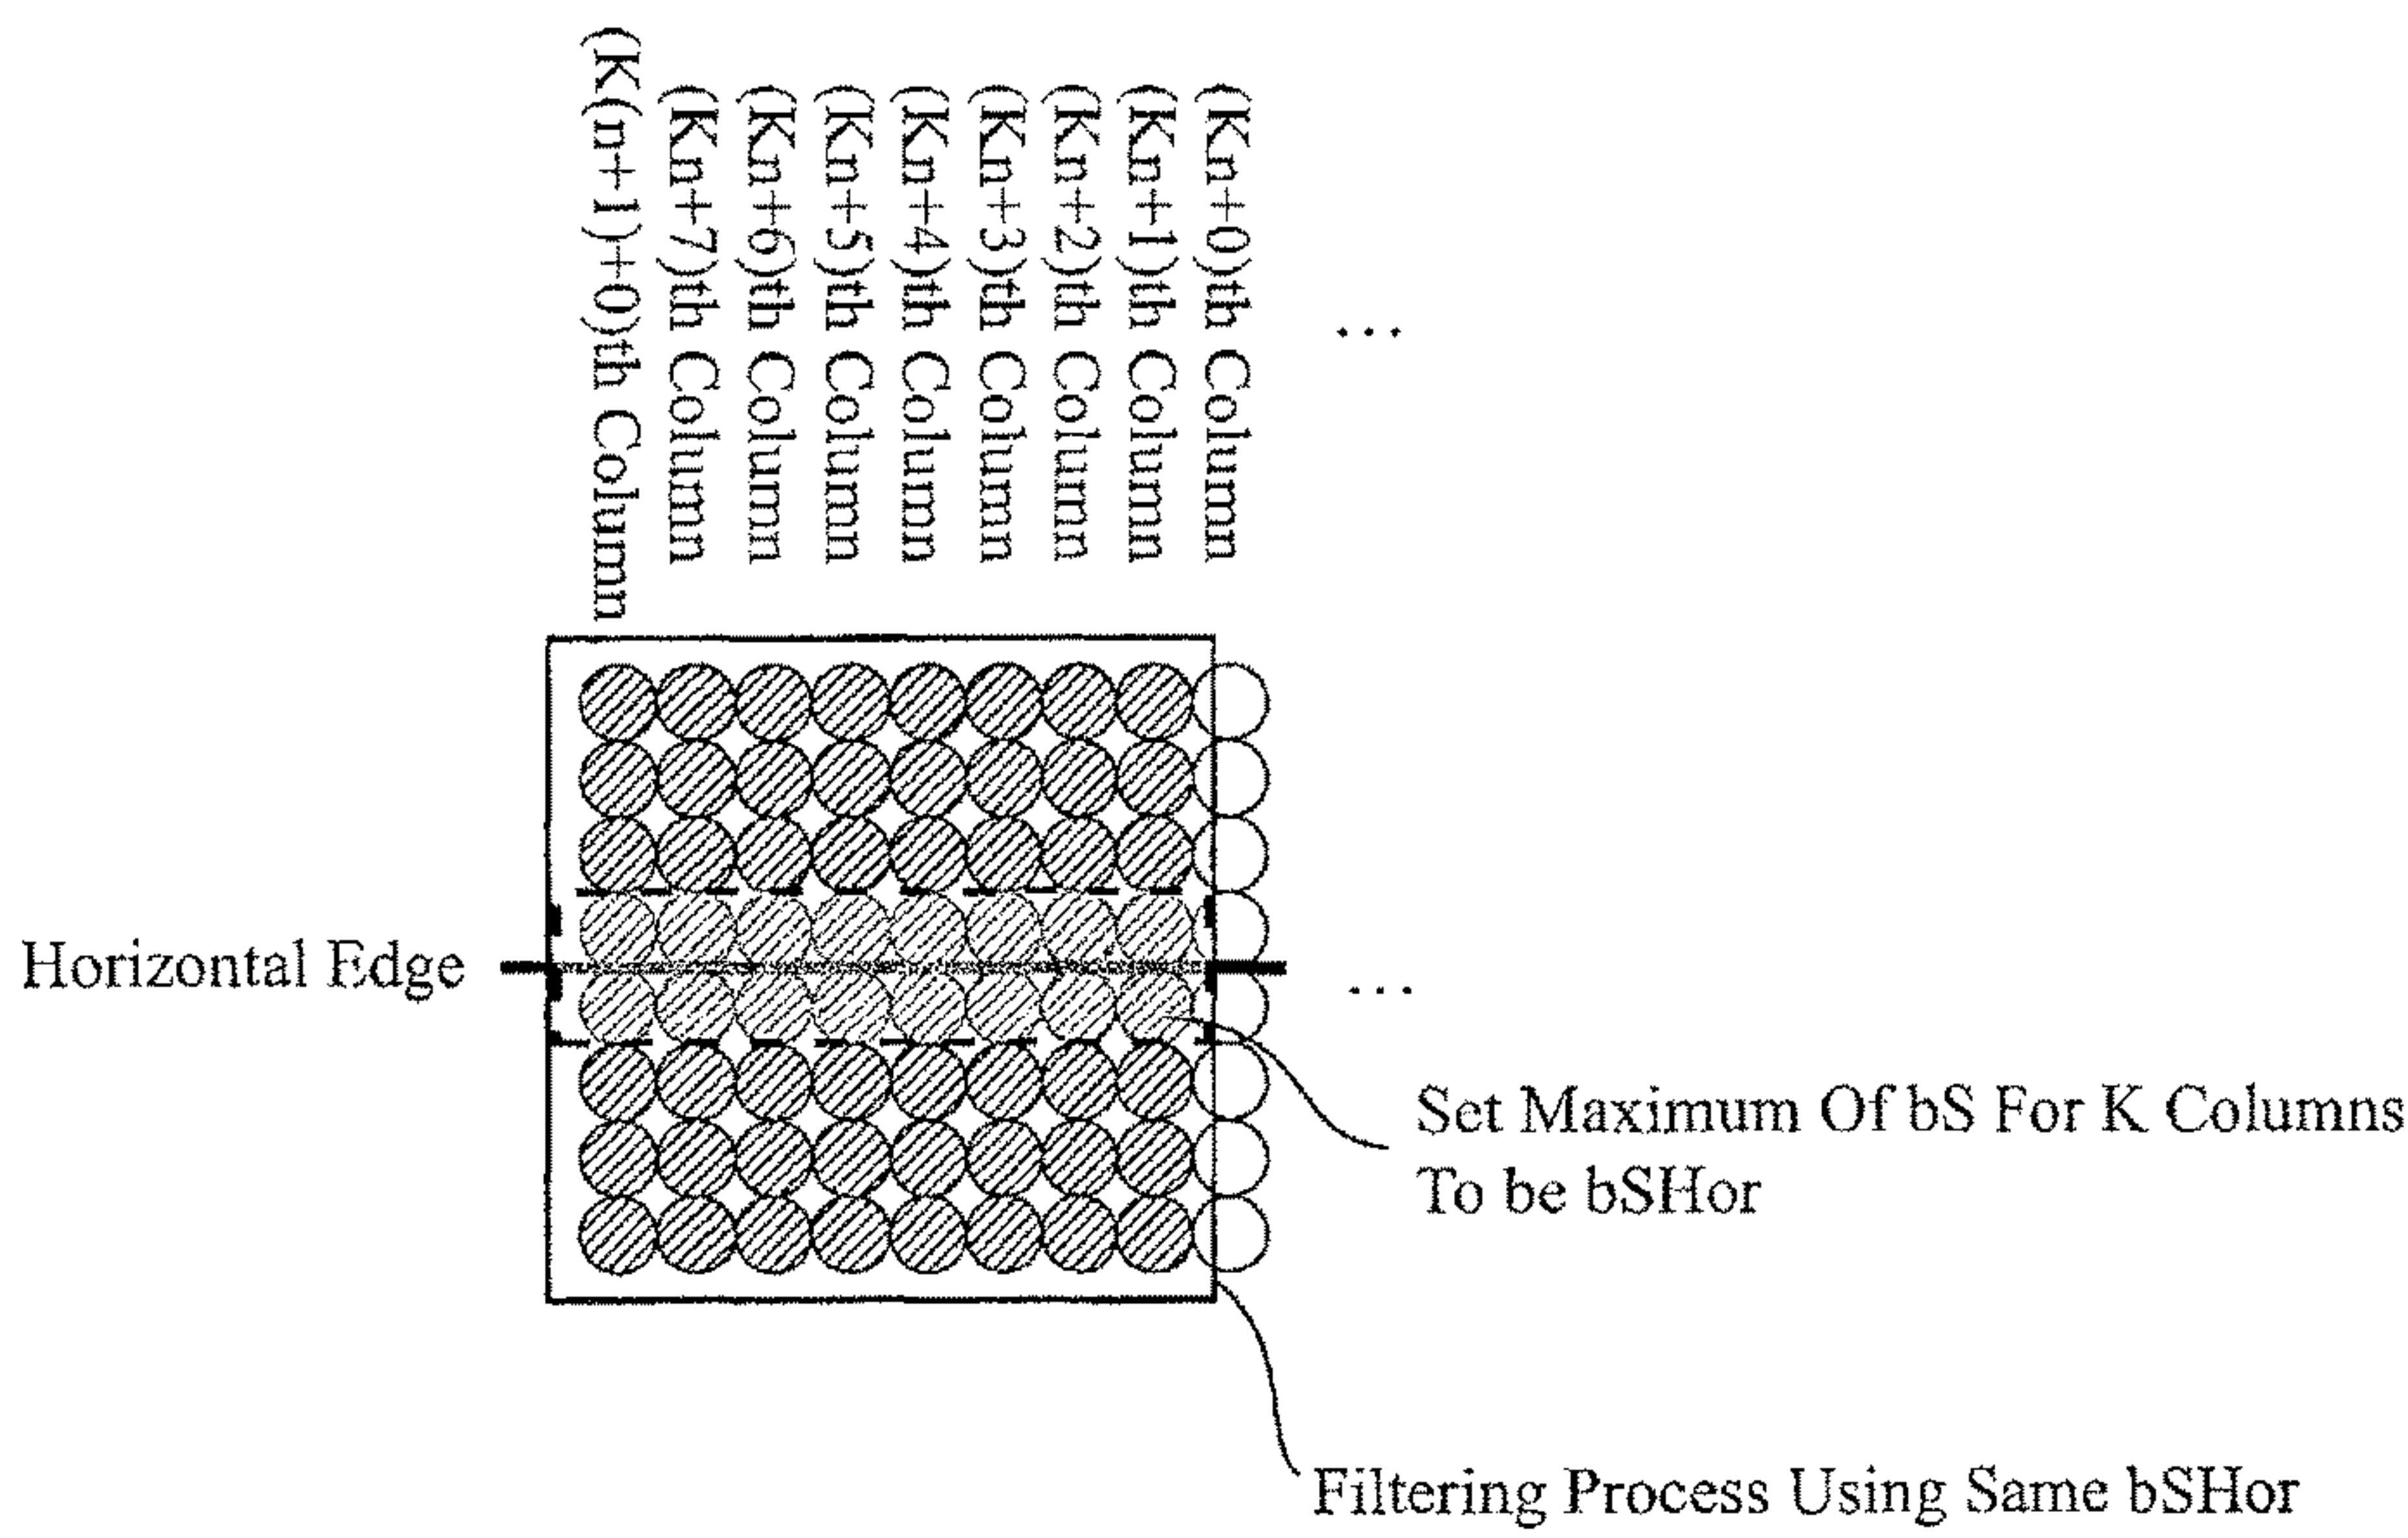 (K(n+1)+0)th Column
(Kn+7)th Column
(Kn+6)th Column
(Kn+5)th Column
(Kn+4)th Column
(Kn+3)th Column
(Kn+2)th Column
(Kn+1)th Column
(Kn+0)th Column
...
Horizontal Edge
...
Set Maximum Of bS For K Columns
To be bSHor
Filtering Process Using Same bSHor